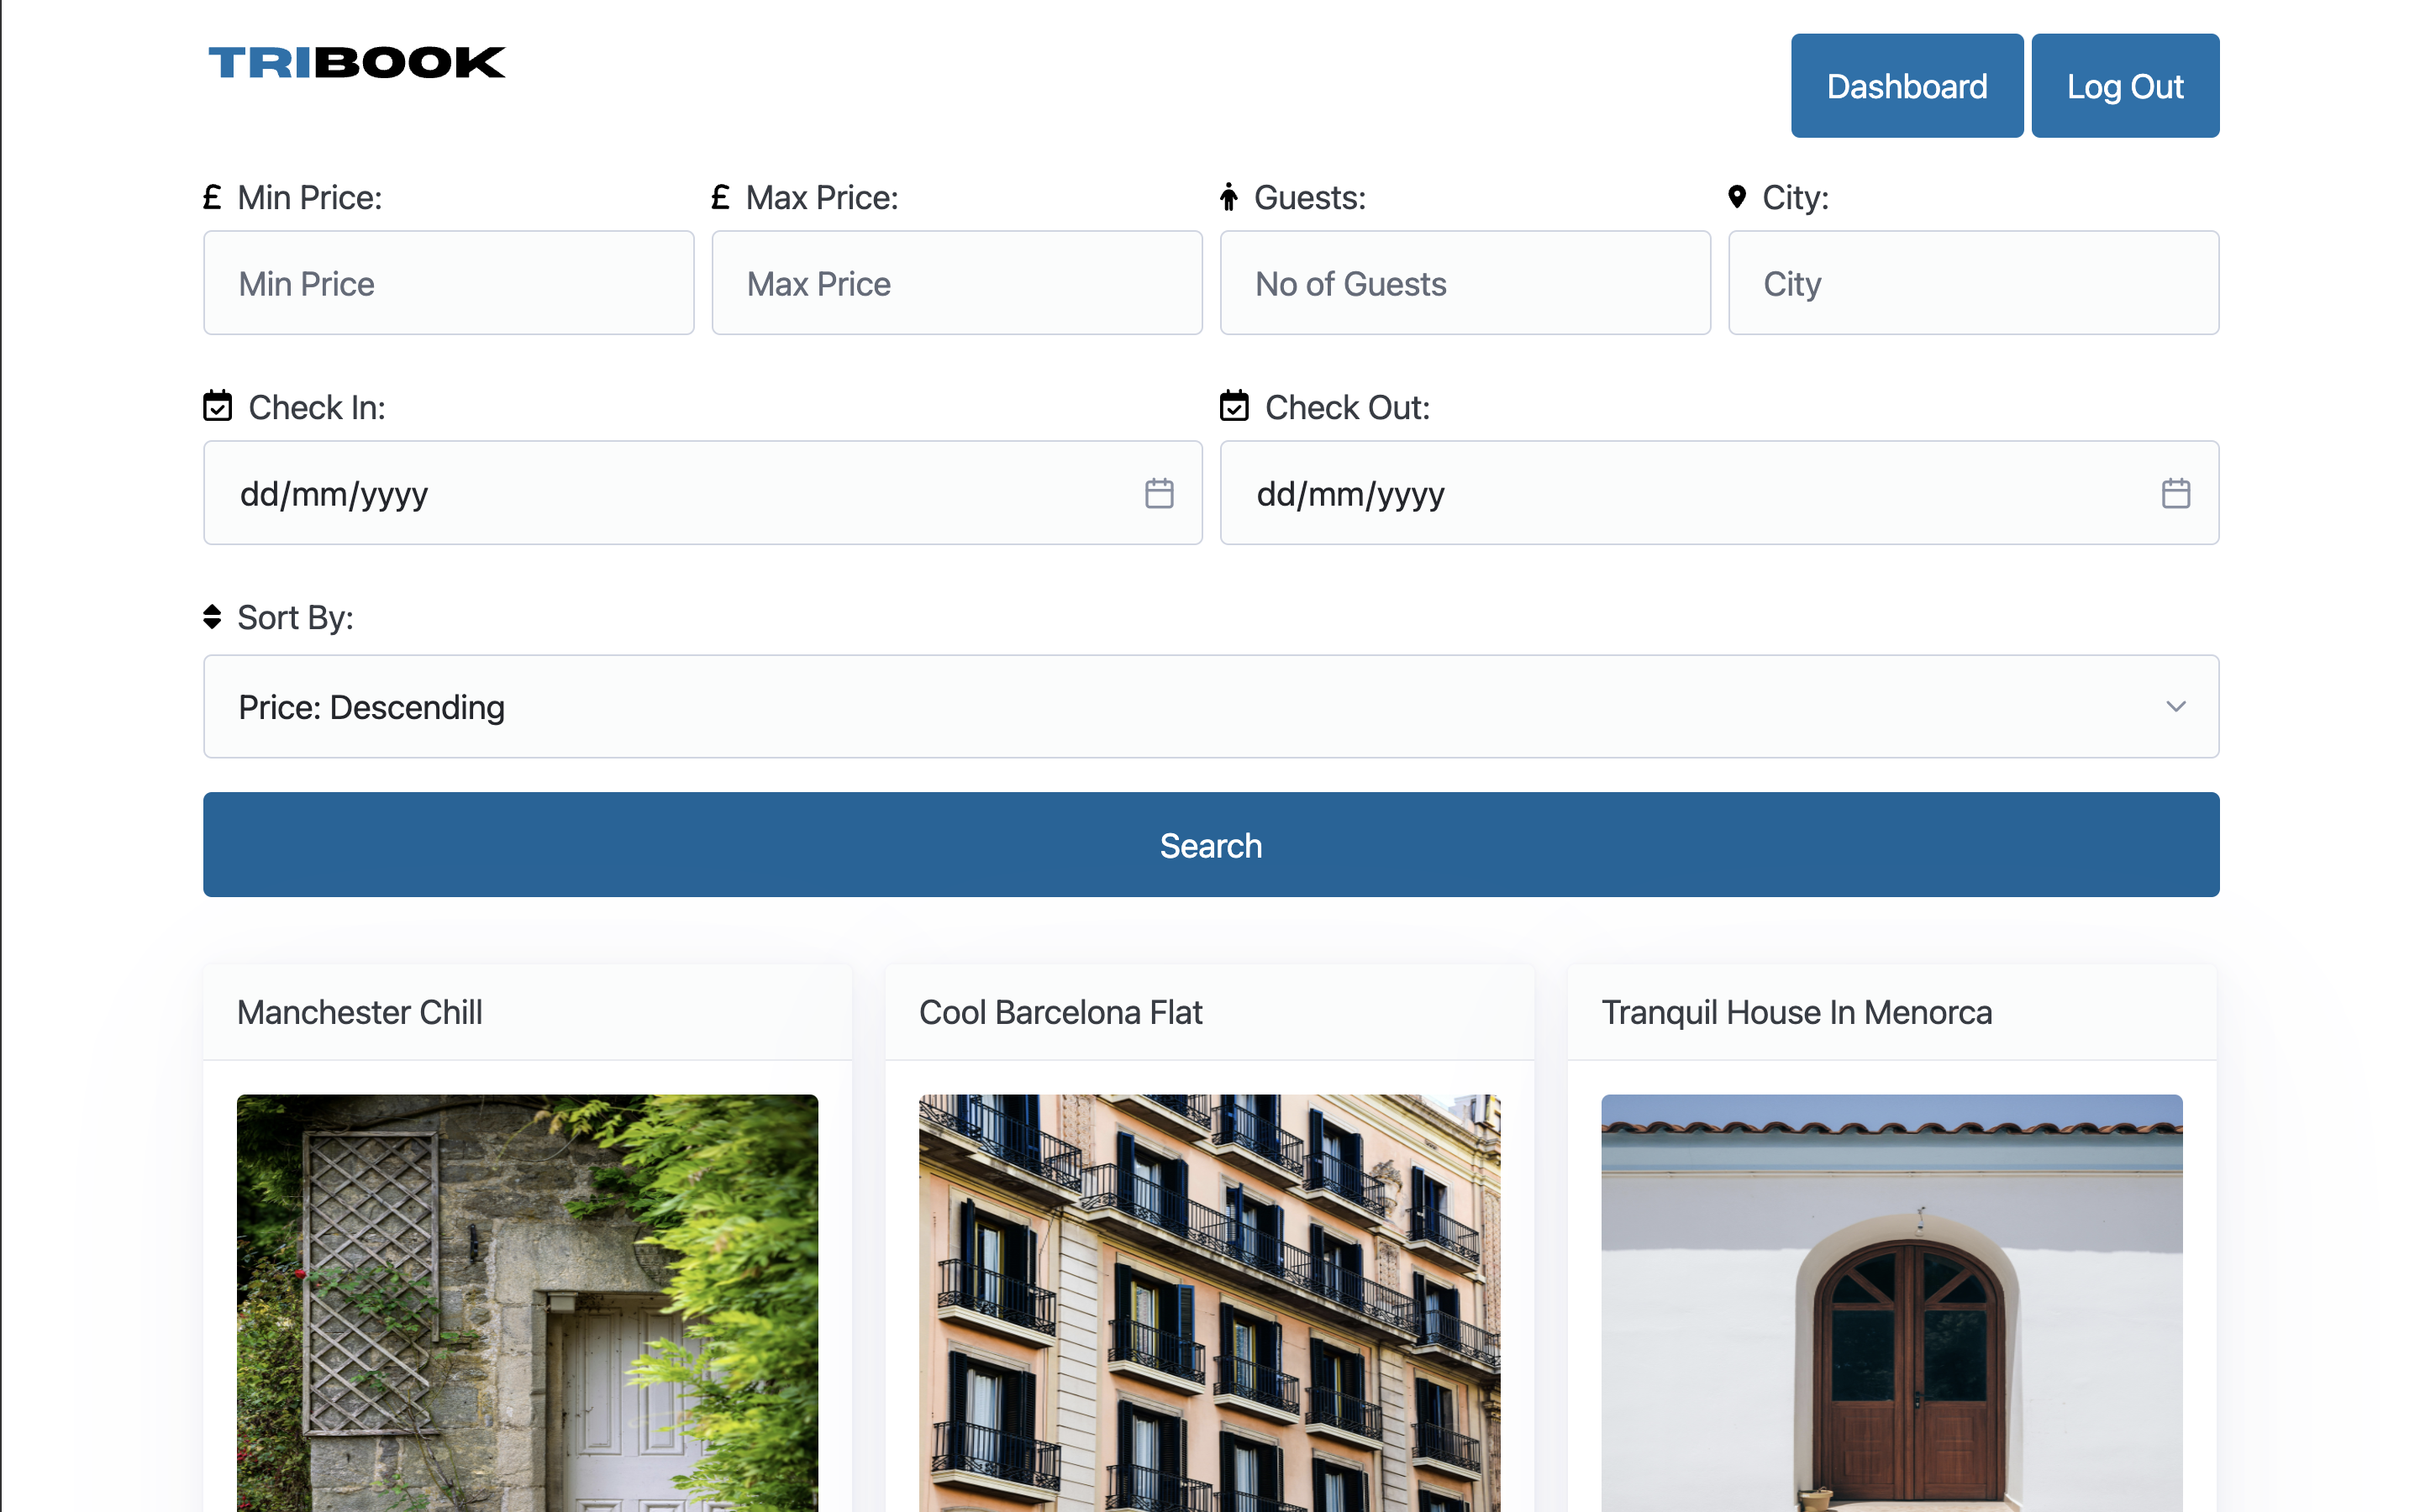 TRIBOOK
Dashboard
Log Out
£ Min Price:
£ Max Price:
Guests:
City:
Min Price
Max Price
No of Guests
City
Check In:
Check Out:
dd/mm/yyyy
dd/mm/yyyy
Sort By:
Price: Descending
Search
Manchester Chill
Cool Barcelona Flat
Tranquil House In Menorca